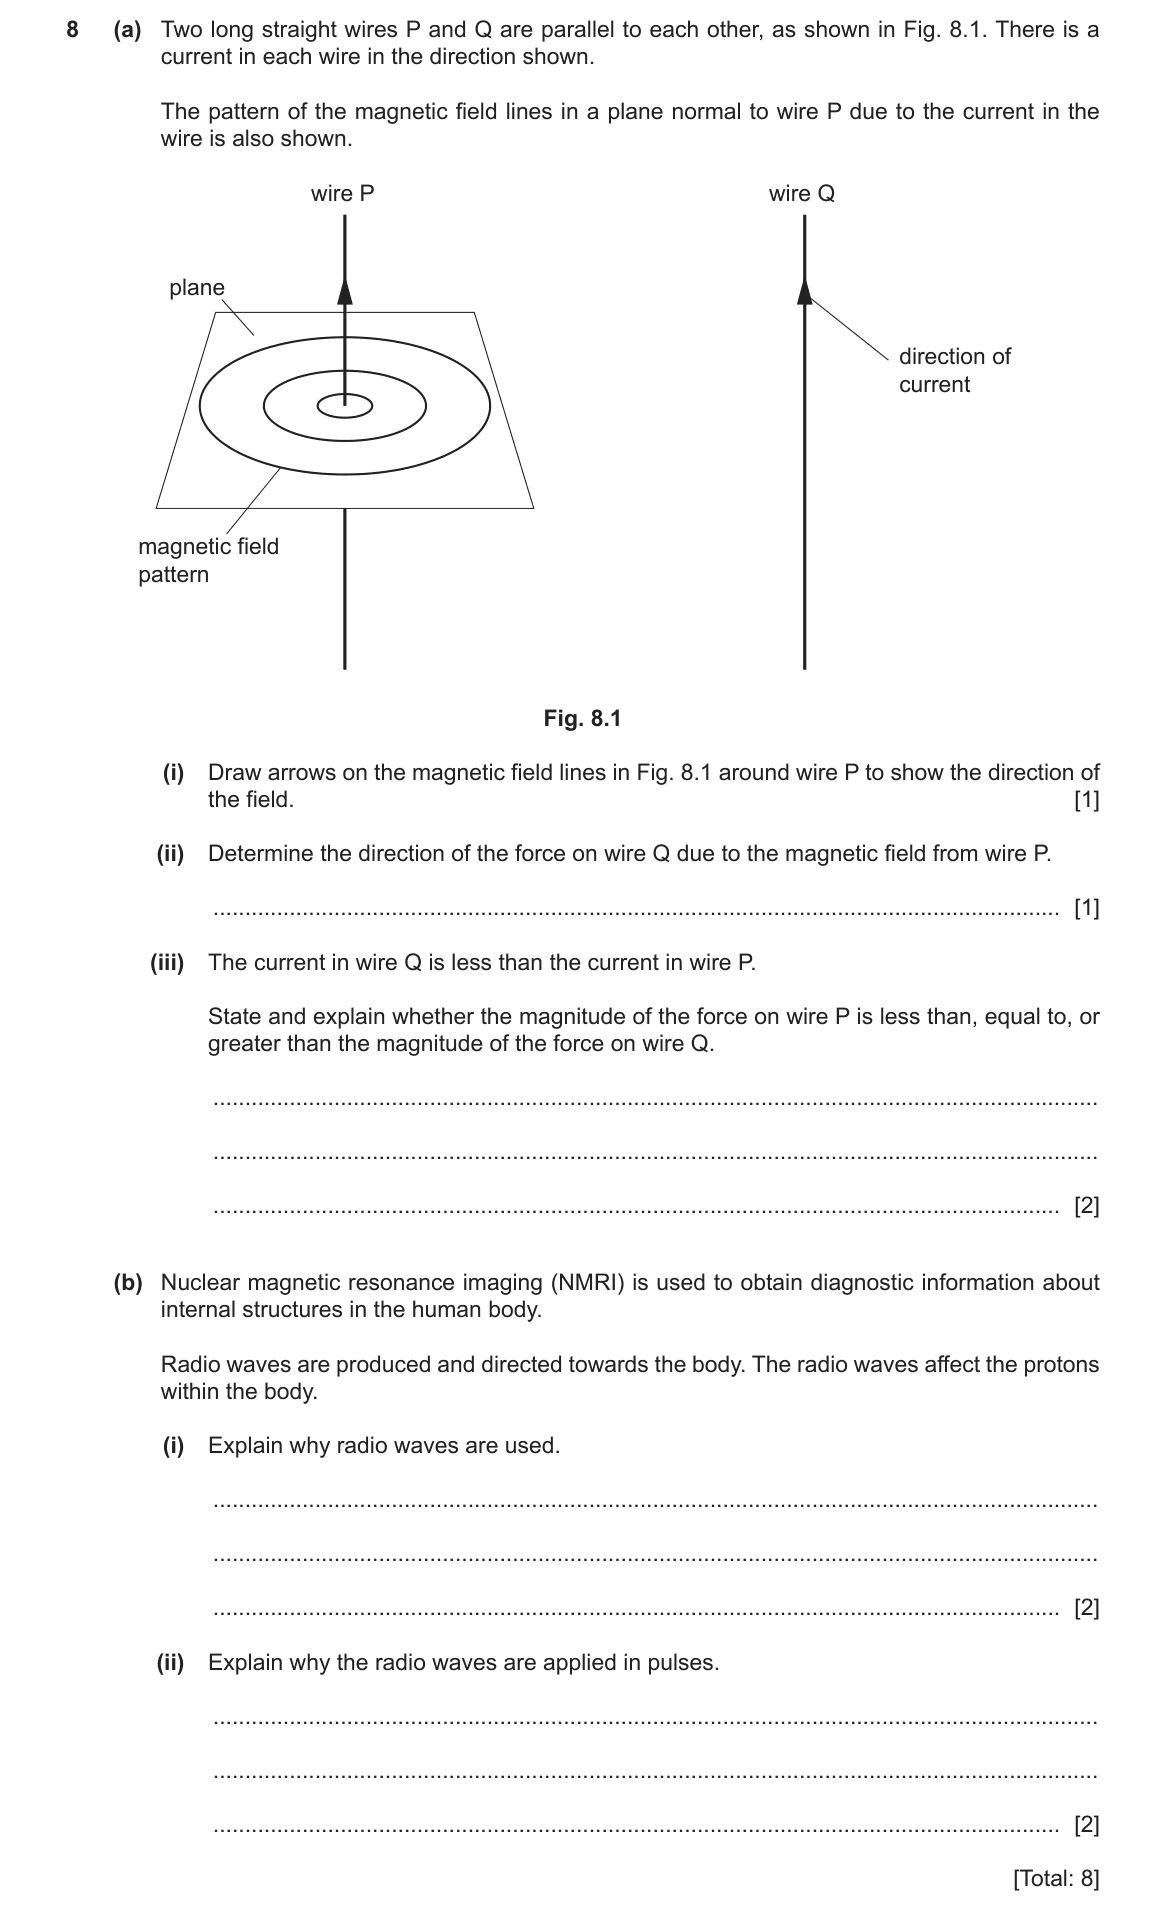 8 (a) Two long straight wires P and Q are parallel to each other, as shown in Fig. 8.1. There is a
current in each wire in the direction shown.
The pattern of the magnetic field lines in a plane normal to wire P due to the current in the
wire is also shown.
wire P
wire Q
plane
direction of
current
magnetic field
pattern
Fig. 8.1
(i) Draw arrows on the magnetic field lines in Fig. 8.1 around wire P to show the direction of
the field. [1]
(ii) Determine the direction of the force on wire Q due to the magnetic field from wire P.
.......................................................................................................................................... [1]
(iii) The current in wire Q is less than the current in wire P.
State and explain whether the magnitude of the force on wire P is less than, equal to, or
greater than the magnitude of the force on wire Q.
................................................................................................................................................
................................................................................................................................................
.......................................................................................................................................... [2]
(b) Nuclear magnetic resonance imaging (NMRI) is used to obtain diagnostic information about
internal structures in the human body.
Radio waves are produced and directed towards the body. The radio waves affect the protons
within the body.
(i) Explain why radio waves are used.
................................................................................................................................................
................................................................................................................................................
.......................................................................................................................................... [2]
(ii) Explain why the radio waves are applied in pulses.
................................................................................................................................................
................................................................................................................................................
.......................................................................................................................................... [2]
[Total: 8]